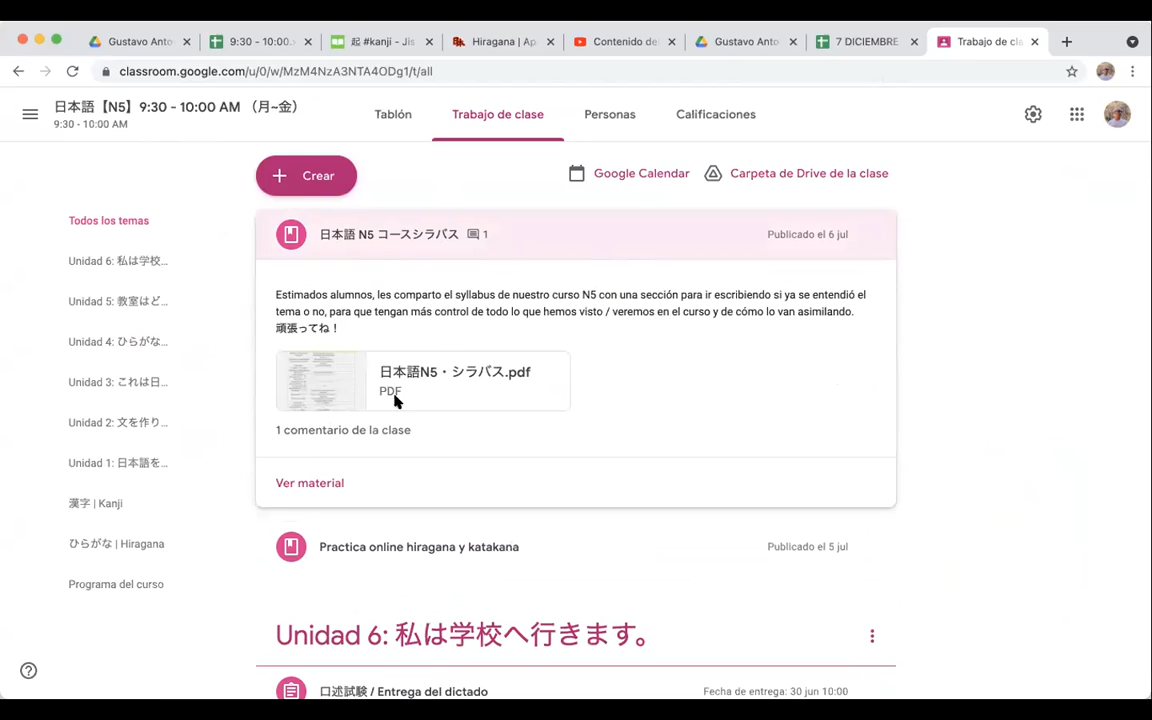 Gustavo Anto
9:30 - 10:00.
起 #kanji - Jis
Hiragana | Ap
Contenido de
Gustavo Anto
7 DICIEMBRE
Trabajo de cla
classroom.google.com/u/0/w/MzM4NzA3NTA4ODg1/t/all
日本語【N5】9:30 - 10:00 AM （月~金）
9:30 - 10:00 AM
Tablón
Trabajo de clase
Personas
Calificaciones
Crear
Google Calendar
Carpeta de Drive de la clase
Todos los temas
Unidad 6: 私は学校...
Unidad 5: 教室はど...
Unidad 4: ひらがな...
Unidad 3: これは日...
Unidad 2: 文を作り...
Unidad 1: 日本語を...
漢字 | Kanji
ひらがな | Hiragana
Programa del curso
日本語 N5 コースシラバス 1
Publicado el 6 jul
Estimados alumnos, les comparto el syllabus de nuestro curso N5 con una sección para ir escribiendo si ya se entendió el
tema o no, para que tengan más control de todo lo que hemos visto / veremos en el curso y de cómo lo van asimilando.
頑張ってね！
日本語N5・シラバス.pdf
PDF
1 comentario de la clase
Ver material
Practica online hiragana y katakana
Publicado el 5 jul
Unidad 6: 私は学校へ行きます。
口述試験 / Entrega del dictado
Fecha de entrega: 30 jun 10:00